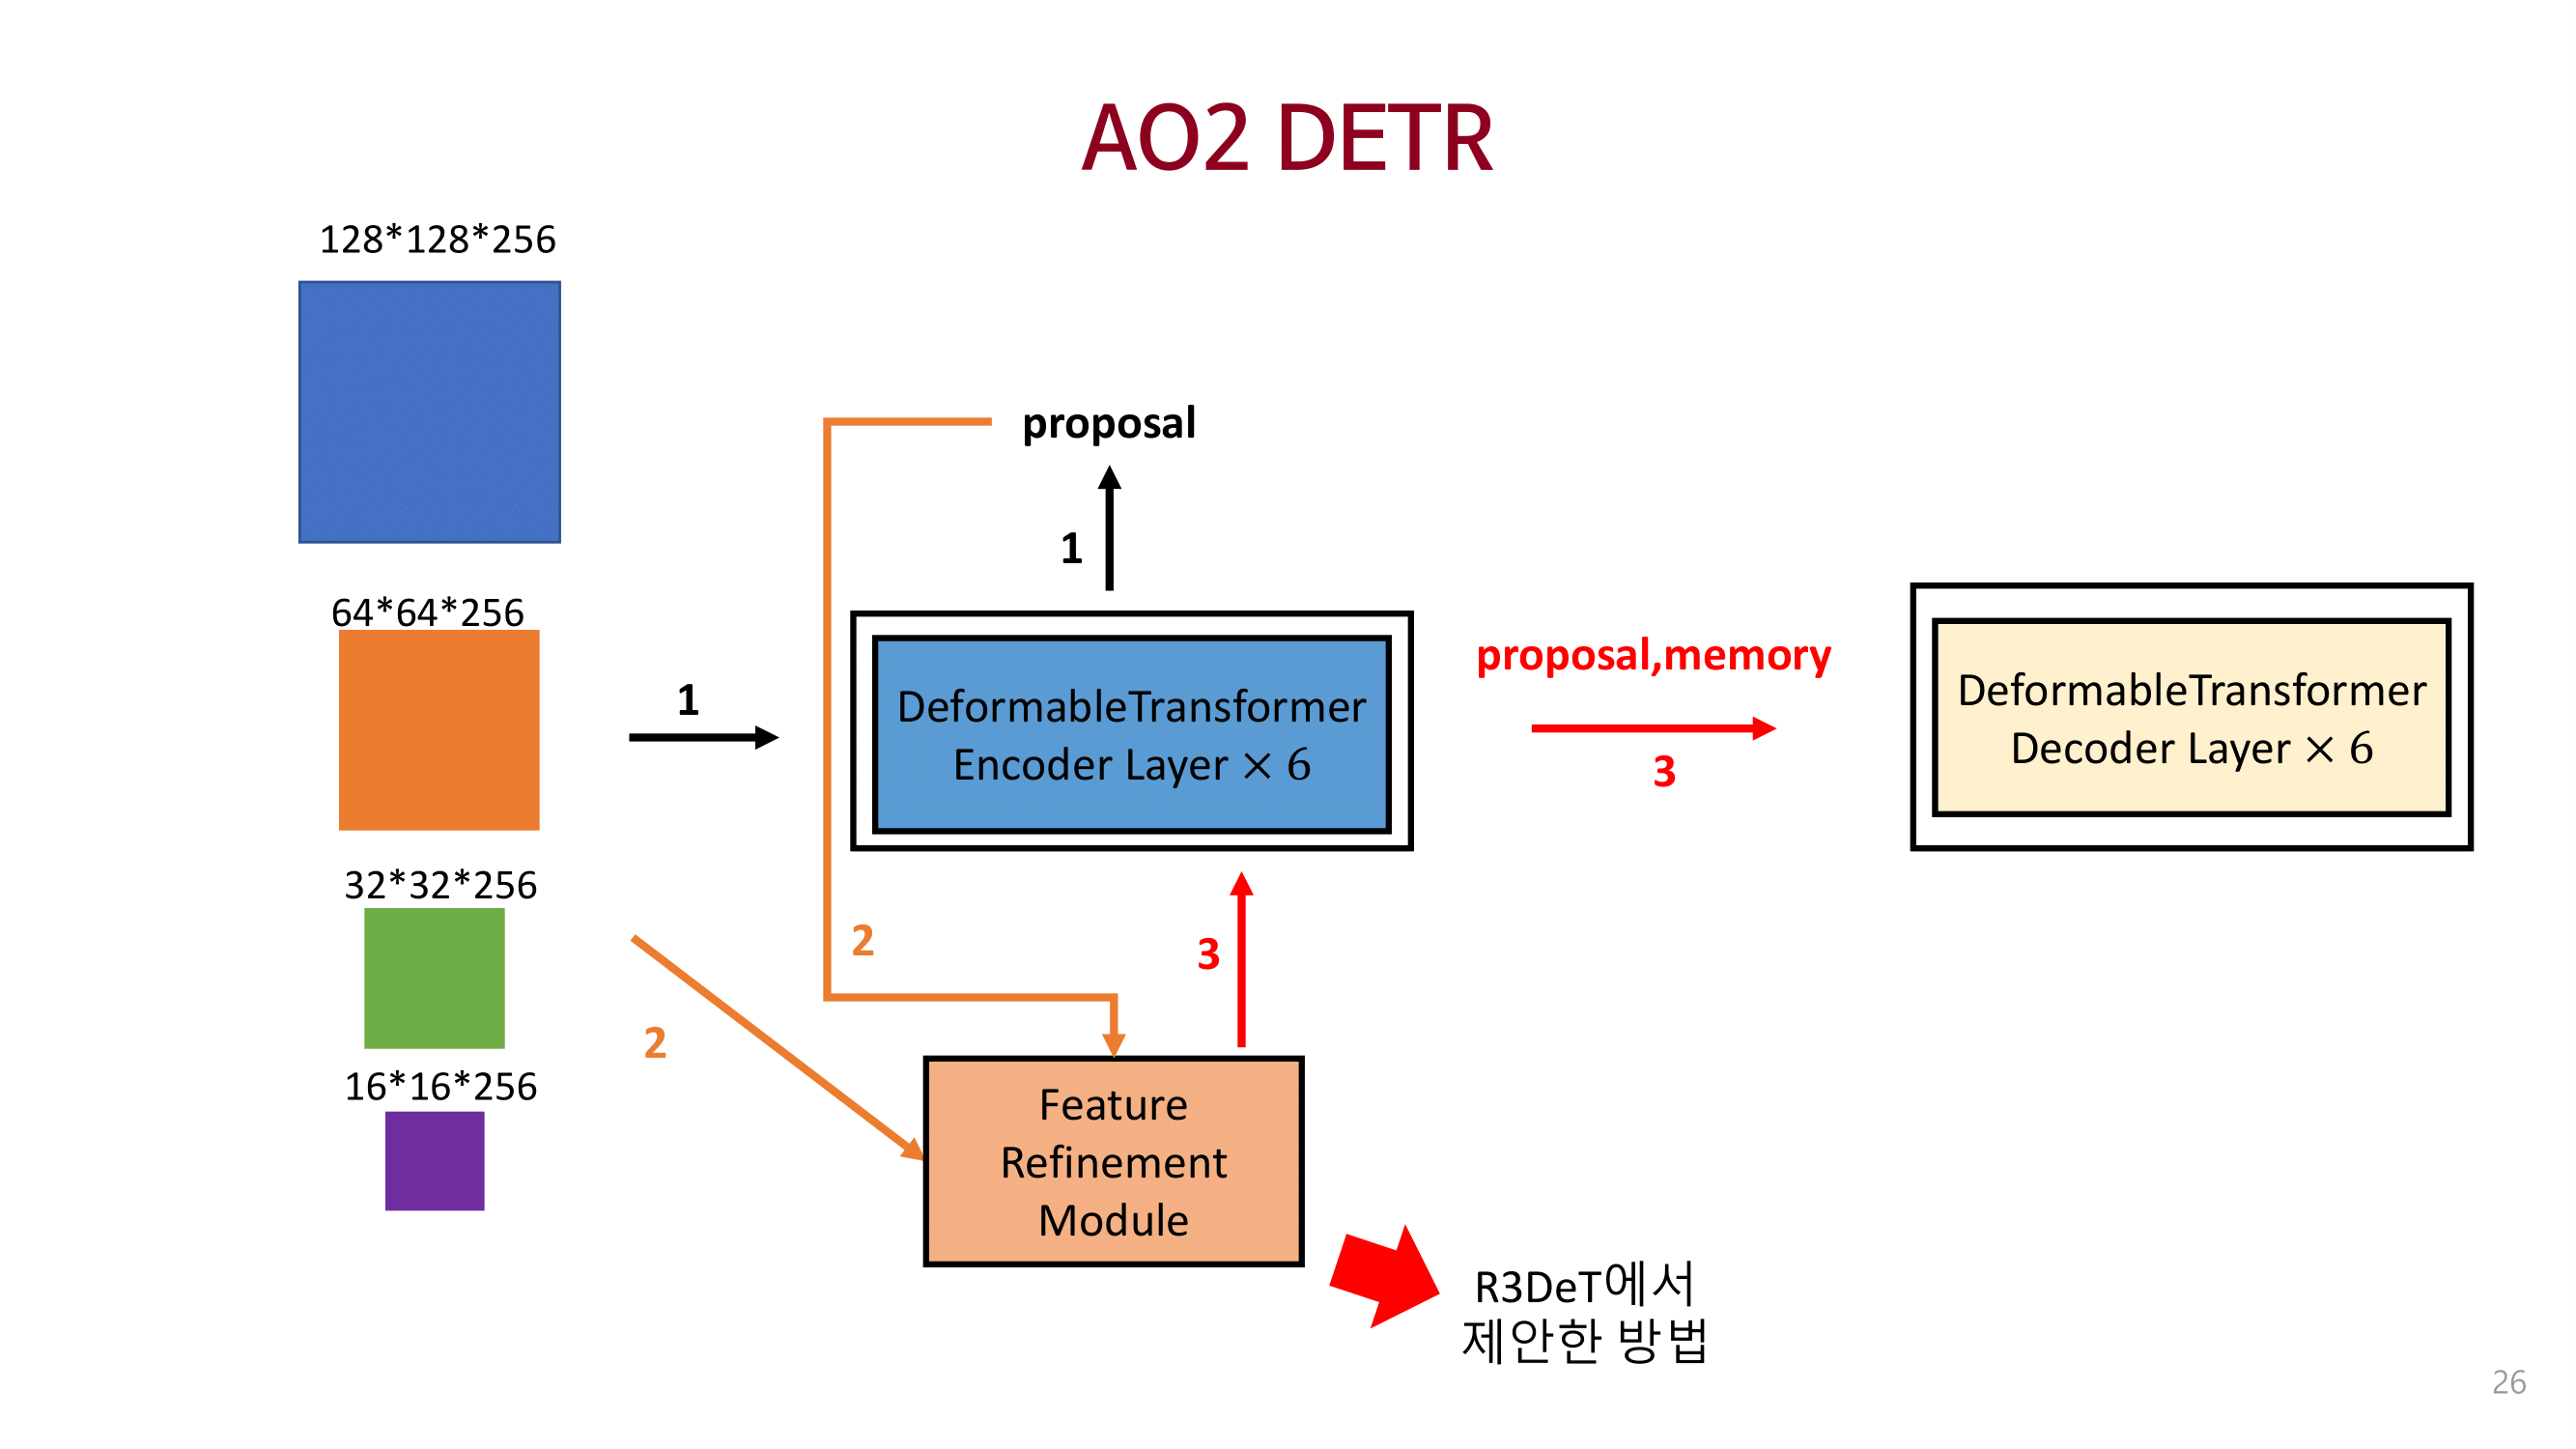 AO2 DETR
128*128*256
64*64*256
32*32*256
16*16*256
1
2
proposal
1
DeformableTransformer
Encoder Layer × 6
2
3
Feature
Refinement
Module
proposal,memory
3
DeformableTransformer
Decoder Layer × 6
R3DeT에서
제안한 방법
26